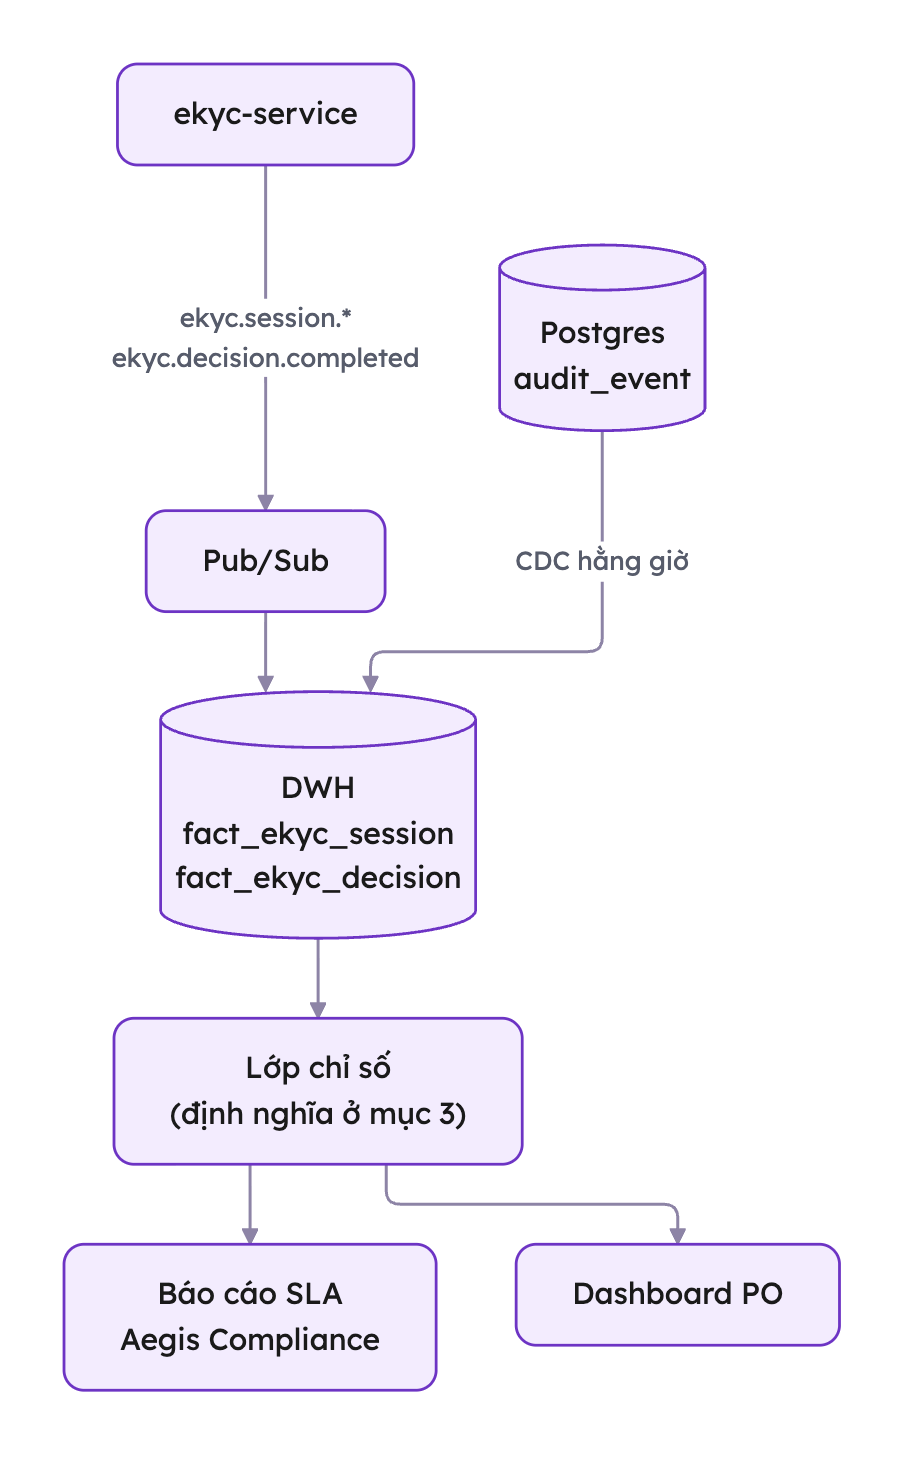 ekyc-service
ekyc.session.*
ekyc.decision.completed
Postgres
audit_event
Pub/Sub
CDC hằng giờ
DWH
fact_ekyc_session
fact_ekyc_decision
Lớp chỉ số
(định nghĩa ở mục 3)
Báo cáo SLA
Aegis Compliance
Dashboard PO